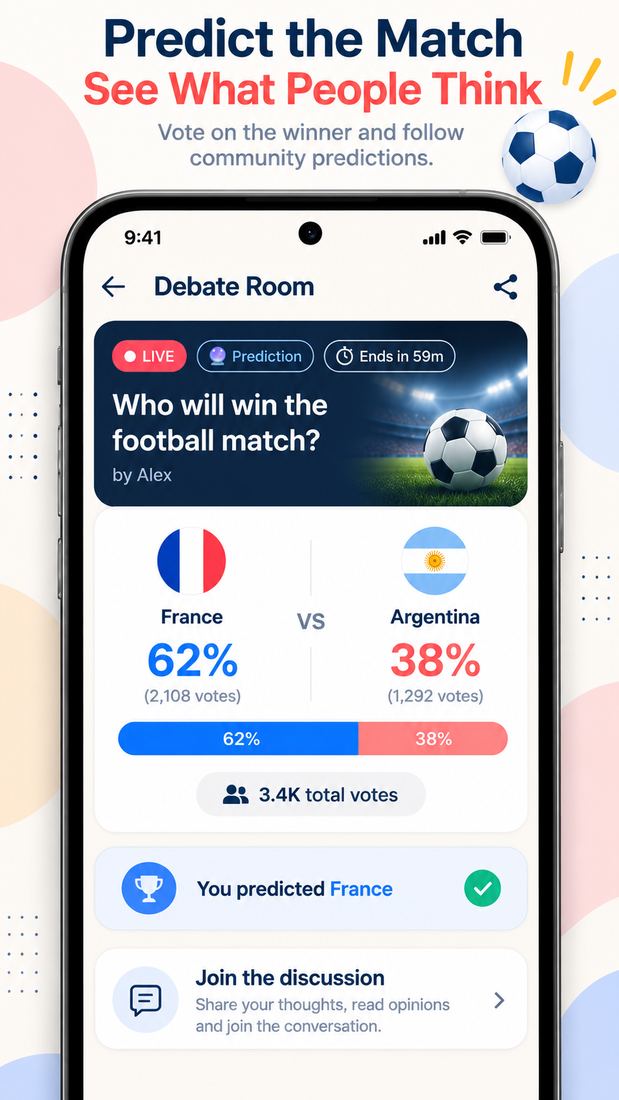 Predict the Match
See What People Think
Vote on the winner and follow
community predictions.
9:41
Debate Room
LIVE
Prediction
Ends in 59m
Who will win the
football match?
by Alex
France
VS
Argentina
62%
38%
(2,108 votes)
(1,292 votes)
62%
38%
3.4K total votes
You predicted France
Join the discussion
Share your thoughts, read opinions
and join the conversation.